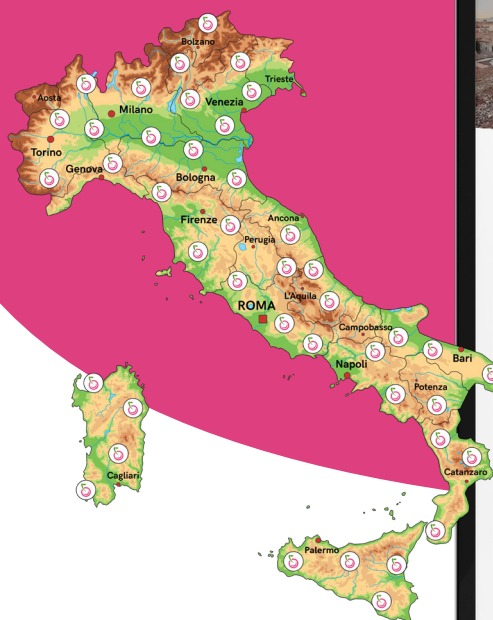 Bolzano
Trieste
Aosta
Venezia
Milano
Torino
Genova
Bologna
Firenze
Ancona
Perugia
L'Aquila
ROMA
Campobasso
Bari
Napoli
Potenza
Catanzaro
Cagliari
Palermo